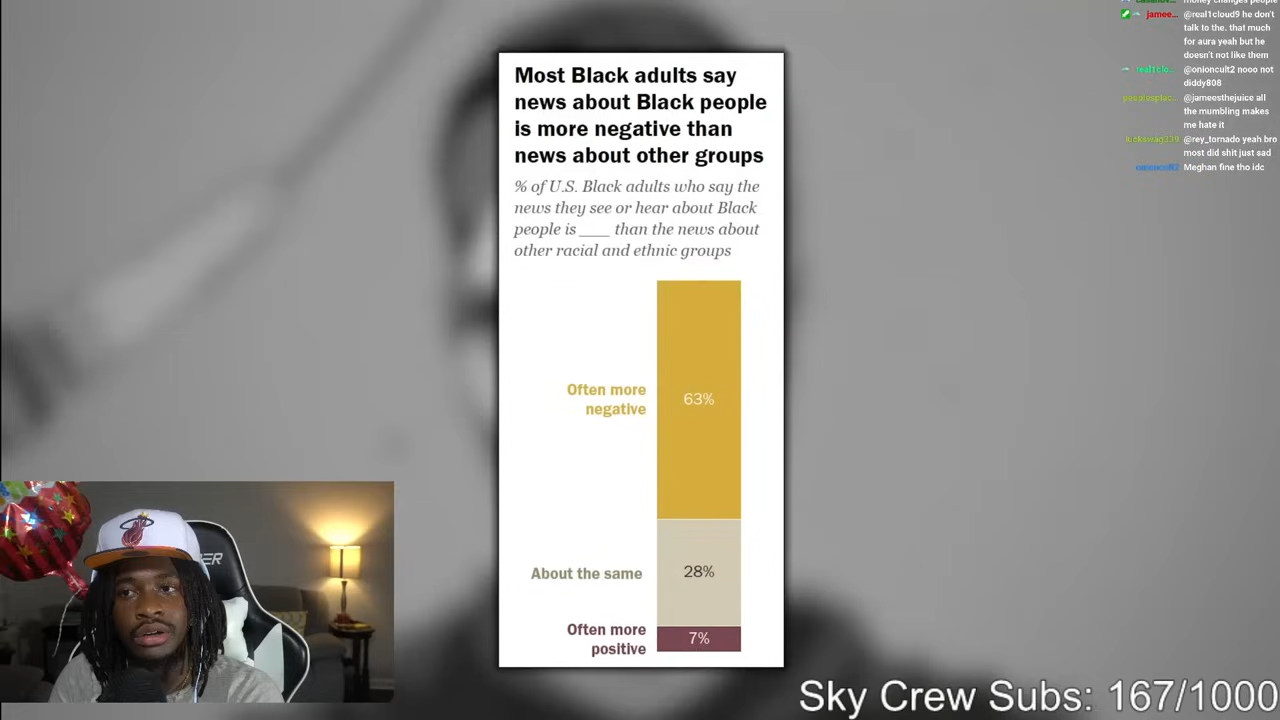 Most Black adults say
news about Black people
is more negative than
news about other groups
% of U.S. Black adults who say the
news they see or hear about Black
people is ___ than the news about
other racial and ethnic groups
Often more
negative
63%
About the same
28%
Often more
positive
7%
money changes people
jamee... @real1cloud9 he don't
talk to the. that much
for aura yeah but he
doesn't not like them
@onioncult2 nooo not
diddy808
@jameesthejuice all
the mumbling makes
me hate it
@rey_tornado yeah bro
most did shit just sad
Meghan fine tho idc
Sky Crew Subs: 167/1000